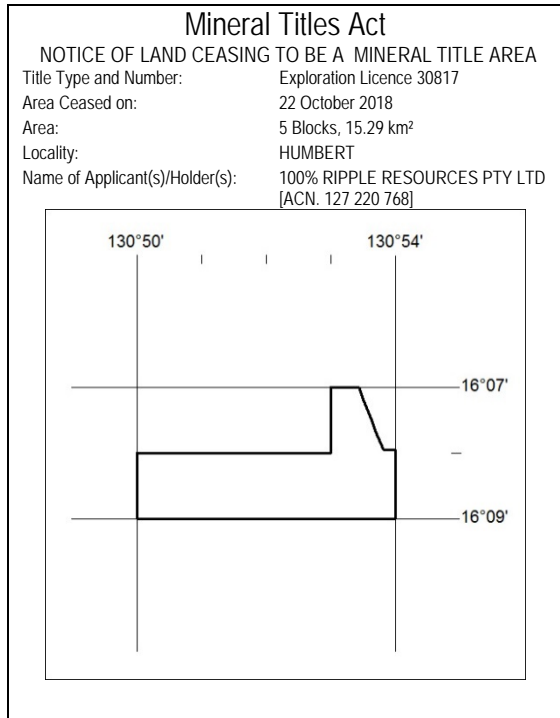 Mineral Titles Act
NOTICE OF LAND CEASING TO BE A MINERAL TITLE AREA
Title Type and Number: Exploration Licence 30817
Area Ceased on: 22 October 2018
Area: 5 Blocks, 15.29 km²
Locality: HUMBERT
Name of Applicant(s)/Holder(s): 100% RIPPLE RESOURCES PTY LTD
[ACN. 127 220 768]
130°50' 130°54'
16°07'
16°09'